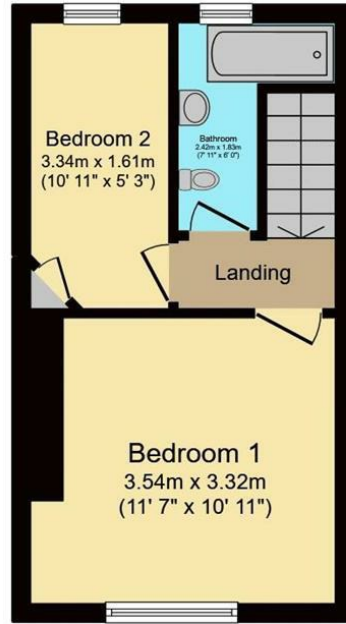 Bedroom 2
3.34m x 1.61m
(10' 11" x 5' 3")
Bathroom
2.42m x 1.83m
(7' 11" x 6' 0")
Landing
Bedroom 1
3.54m x 3.32m
(11' 7" x 10' 11")